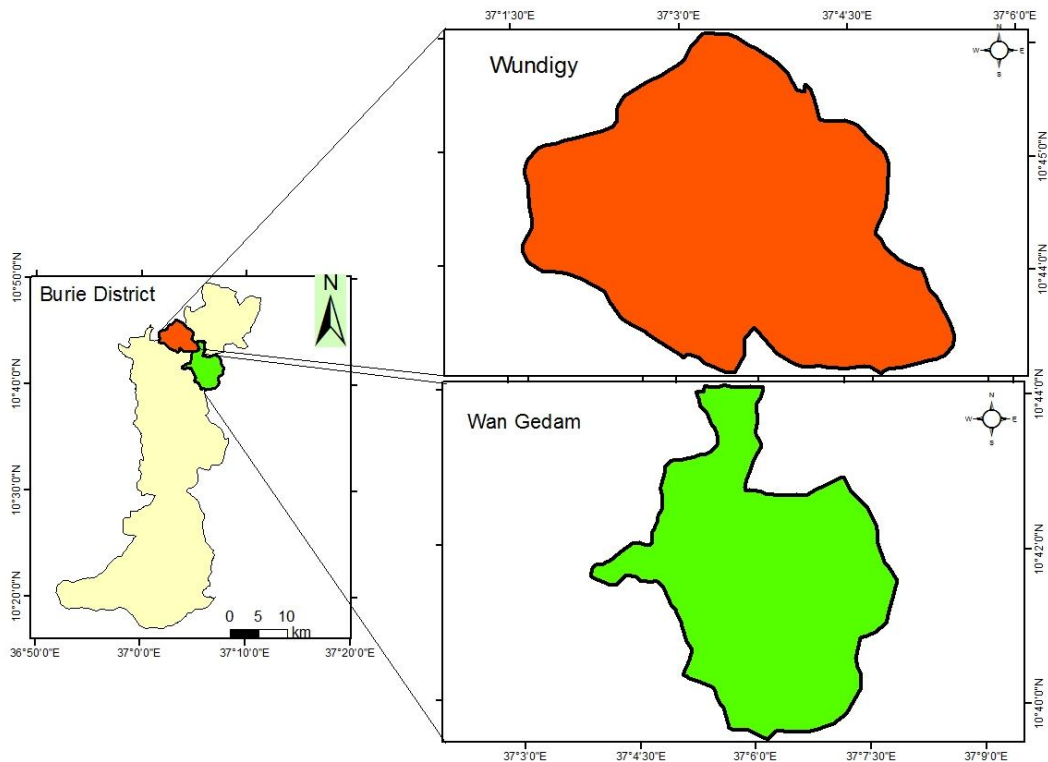 37°1'30"E 37°3'0"E 37°4'30"E 37°6'0"E
Wundigy
N
W E
S
10°45'0"N
10°44'0"N
Burie District
N
10°50'0"N
10°40'0"N
10°30'0"N
10°20'0"N
0 5 10
km
36°50'0"E 37°0'0"E 37°10'0"E 37°20'0"E
Wan Gedam
N
W E
S
10°44'0"N
10°42'0"N
10°40'0"N
37°3'0"E 37°4'30"E 37°6'0"E 37°7'30"E 37°9'0"E